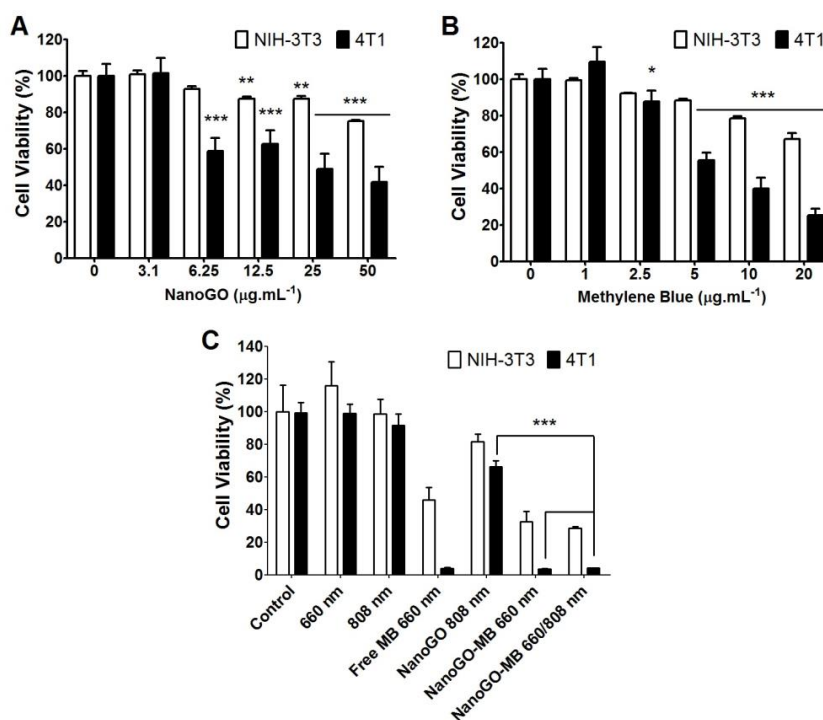 A
NIH-3T3 4T1
Cell Viability (%)
120
100
80
60
40
20
0
** ** ***
*** ***
0 3.1 6.25 12.5 25 50
NanoGO (µg.mL-1)
B
NIH-3T3 4T1
Cell Viability (%)
120
100
80
60
40
20
0
* ***
0 1 2.5 5 10 20
Methylene Blue (µg.mL-1)
C
NIH-3T3 4T1
Cell Viability (%)
140
120
100
80
60
40
20
0
***
Control
660 nm
808 nm
Free MB 660 nm
NanoGO 808 nm
NanoGO-MB 660 nm
NanoGO-MB 660/808 nm